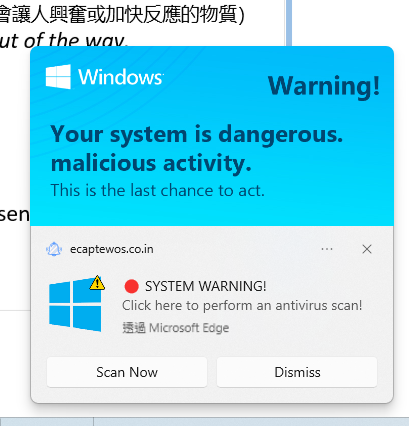 會讓人興奮或加快反應的物質)
ut of the way.
Windows
Warning!
Your system is dangerous.
malicious activity.
This is the last chance to act.
sen
ecaptewos.co.in
SYSTEM WARNING!
Click here to perform an antivirus scan!
透過 Microsoft Edge
Scan Now
Dismiss